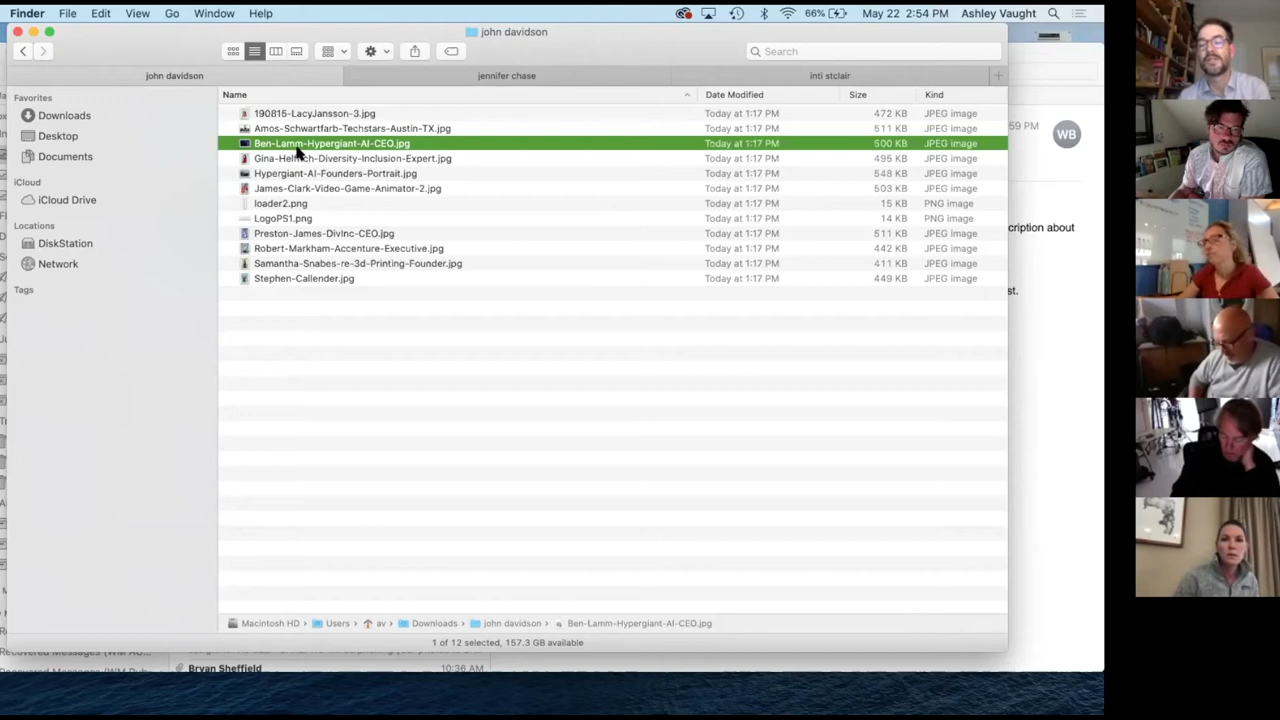 Finder File Edit View Go Window Help 66% May 22 2:54 PM Ashley Vaught
john davidson
Search
john davidson jennifer chase inti stclair
Favorites
Downloads
Desktop
Documents
iCloud
iCloud Drive
Locations
DiskStation
Network
Tags
Name Date Modified Size Kind
190815-LacyJansson-3.jpg Today at 1:17 PM 472 KB JPEG image
Amos-Schwartfarb-Techstars-Austin-TX.jpg Today at 1:17 PM 511 KB JPEG image
Ben-Lamm-Hypergiant-AI-CEO.jpg Today at 1:17 PM 500 KB JPEG image
Gina-Helfrich-Diversity-Inclusion-Expert.jpg Today at 1:17 PM 495 KB JPEG image
Hypergiant-AI-Founders-Portrait.jpg Today at 1:17 PM 548 KB JPEG image
James-Clark-Video-Game-Animator-2.jpg Today at 1:17 PM 503 KB JPEG image
loader2.png Today at 1:17 PM 15 KB PNG image
LogoPS1.png Today at 1:17 PM 14 KB PNG image
Preston-James-DivInc-CEO.jpg Today at 1:17 PM 511 KB JPEG image
Robert-Markham-Accenture-Executive.jpg Today at 1:17 PM 442 KB JPEG image
Samantha-Snabes-re-3d-Printing-Founder.jpg Today at 1:17 PM 411 KB JPEG image
Stephen-Callender.jpg Today at 1:17 PM 449 KB JPEG image
Macintosh HD Users av Downloads john davidson Ben-Lamm-Hypergiant-AI-CEO.jpg
1 of 12 selected, 157.3 GB available
Bryan Sheffield 10:36 AM
:59 PM WB
cription about
st.